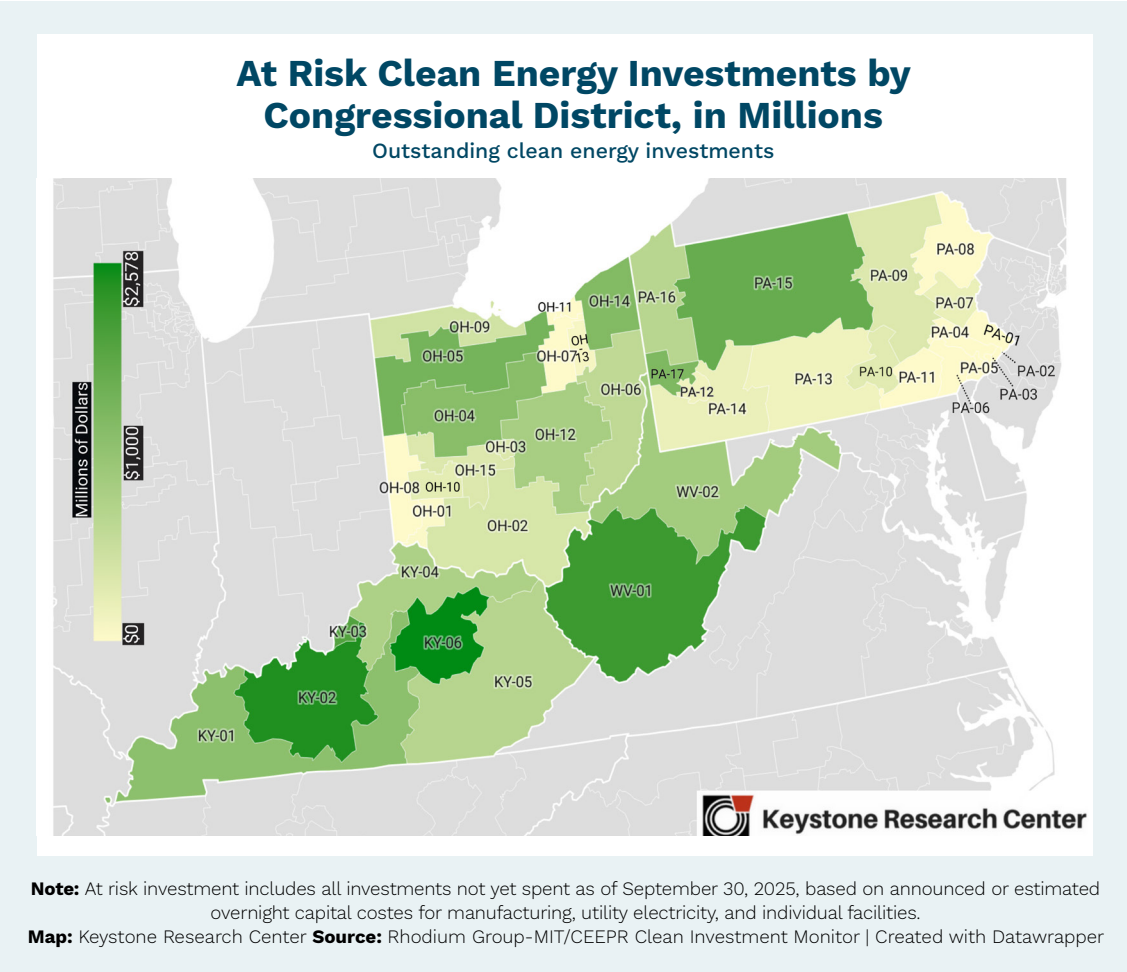 At Risk Clean Energy Investments by
Congressional District, in Millions
Outstanding clean energy investments
Millions of Dollars
$2,578
$1,000
$0
PA-08
PA-15
PA-09
OH-14
PA-16
OH-11
PA-07
OH-09
PA-04
PA-01
OH
-
13
OH-05
OH-07
PA-05
PA-02
PA-17
PA-10
PA-11
PA-13
OH-06
PA-12
PA-03
PA-14
PA-06
OH-04
OH-12
OH-03
OH-15
OH-08
OH-10
WV-02
OH-01
OH-02
KY-04
WV-01
KY-03
KY-06
KY-05
KY-02
KY-01
Keystone Research Center
Note: At risk investment includes all investments not yet spent as of September 30, 2025, based on announced or estimated
overnight capital costes for manufacturing, utility electricity, and individual facilities.
Map: Keystone Research Center Source: Rhodium Group-MIT/CEEPR Clean Investment Monitor | Created with Datawrapper